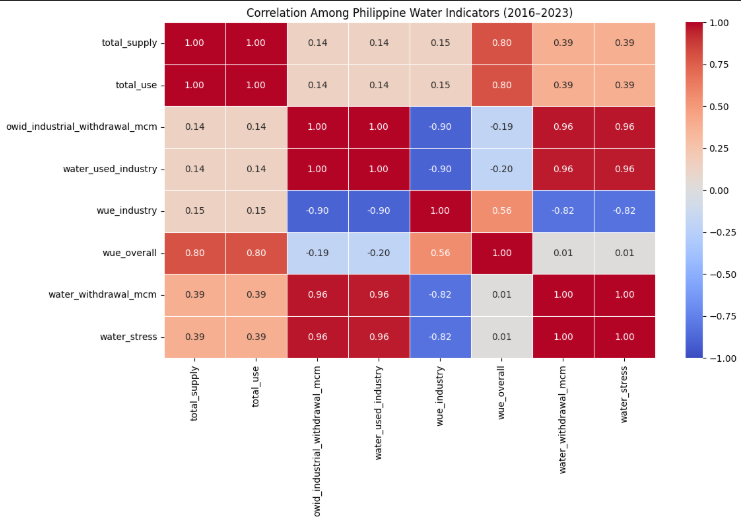 Correlation Among Philippine Water Indicators (2016–2023)
total_supply 1.00 1.00 0.14 0.14 0.15 0.80 0.39 0.39
total_use 1.00 1.00 0.14 0.14 0.15 0.80 0.39 0.39
owid_industrial_withdrawal_mcm 0.14 0.14 1.00 1.00 -0.90 -0.19 0.96 0.96
water_used_industry 0.14 0.14 1.00 1.00 -0.90 -0.20 0.96 0.96
wue_industry 0.15 0.15 -0.90 -0.90 1.00 0.56 -0.82 -0.82
wue_overall 0.80 0.80 -0.19 -0.20 0.56 1.00 0.01 0.01
water_withdrawal_mcm 0.39 0.39 0.96 0.96 -0.82 0.01 1.00 1.00
water_stress 0.39 0.39 0.96 0.96 -0.82 0.01 1.00 1.00
total_supply
total_use
owid_industrial_withdrawal_mcm
water_used_industry
wue_industry
wue_overall
water_withdrawal_mcm
water_stress
1.00
0.75
0.50
0.25
0.00
−0.25
−0.50
−0.75
−1.00